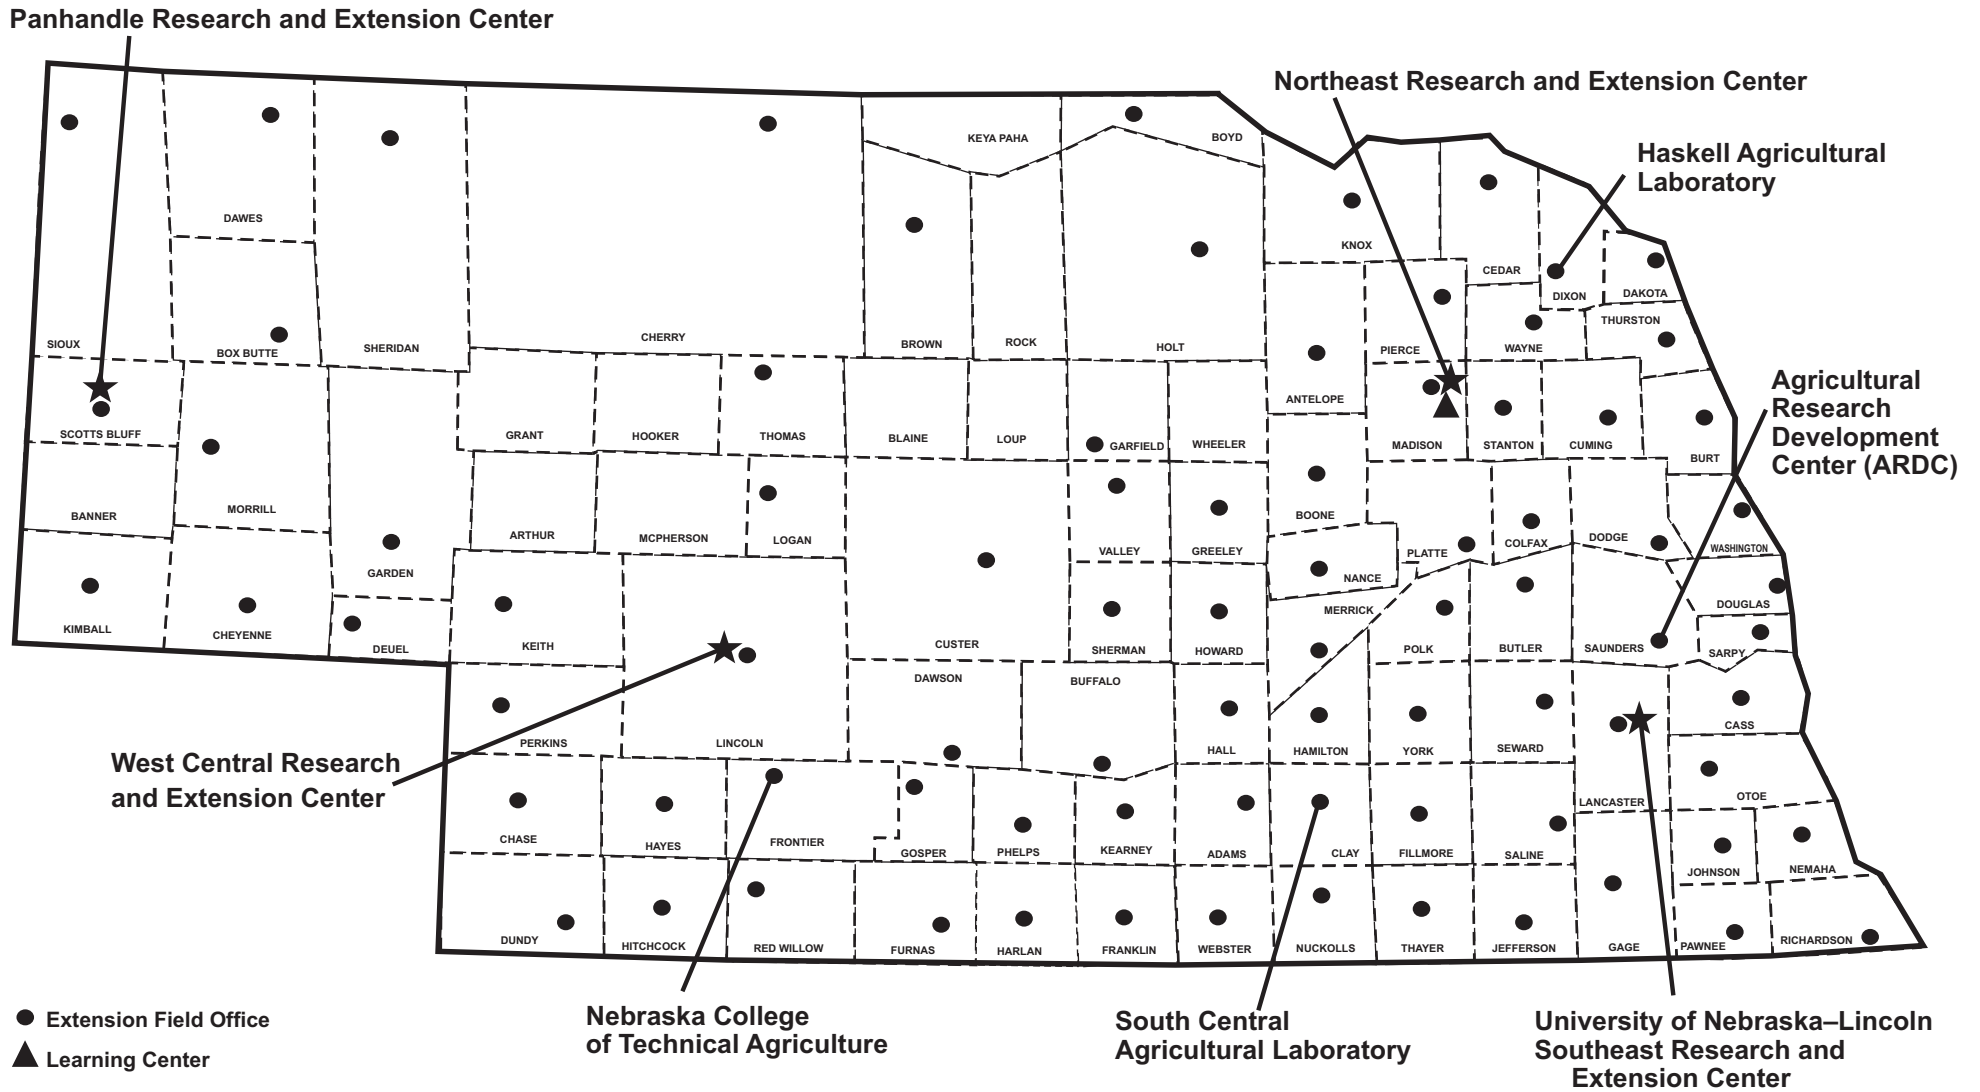 Panhandle Research and Extension Center
Northeast Research and Extension Center
Haskell Agricultural
Laboratory
Agricultural
Research
Development
Center (ARDC)
KEYA PAHA
BOYD
DAWES
KNOX
CEDAR
DIXON
DAKOTA
THURSTON
SIOUX
BOX BUTTE
SHERIDAN
CHERRY
BROWN
ROCK
HOLT
PIERCE
WAYNE
ANTELOPE
SCOTTS BLUFF
GRANT
HOOKER
THOMAS
BLAINE
LOUP
GARFIELD
WHEELER
MADISON
STANTON
CUMING
BURT
BANNER
MORRILL
ARTHUR
MCPHERSON
LOGAN
VALLEY
GREELEY
BOONE
PLATTE
COLFAX
DODGE
WASHINGTON
GARDEN
NANCE
MERRICK
DOUGLAS
KIMBALL
CHEYENNE
DEUEL
KEITH
CUSTER
SHERMAN
HOWARD
POLK
BUTLER
SAUNDERS
SARPY
DAWSON
BUFFALO
PERKINS
LINCOLN
HALL
HAMILTON
YORK
SEWARD
CASS
West Central Research
and Extension Center
LANCASTER
OTOE
CHASE
HAYES
FRONTIER
GOSPER
PHELPS
KEARNEY
ADAMS
CLAY
FILLMORE
SALINE
JOHNSON
NEMAHA
DUNDY
HITCHCOCK
RED WILLOW
FURNAS
HARLAN
FRANKLIN
WEBSTER
NUCKOLLS
THAYER
JEFFERSON
GAGE
PAWNEE
RICHARDSON
Extension Field Office
Learning Center
Nebraska College
of Technical Agriculture
South Central
Agricultural Laboratory
University of Nebraska–Lincoln
Southeast Research and
Extension Center